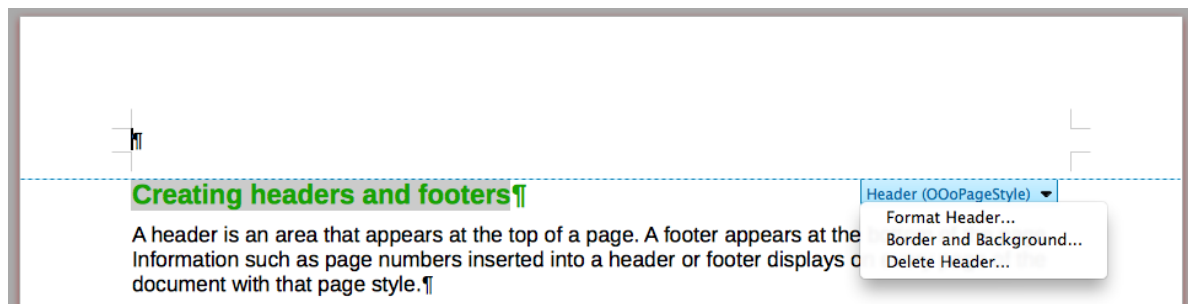 ¶
Creating headers and footers¶
Header (OOoPageStyle)
Format Header...
Border and Background...
Delete Header...
A header is an area that appears at the top of a page. A footer appears at the
Information such as page numbers inserted into a header or footer displays
document with that page style.¶